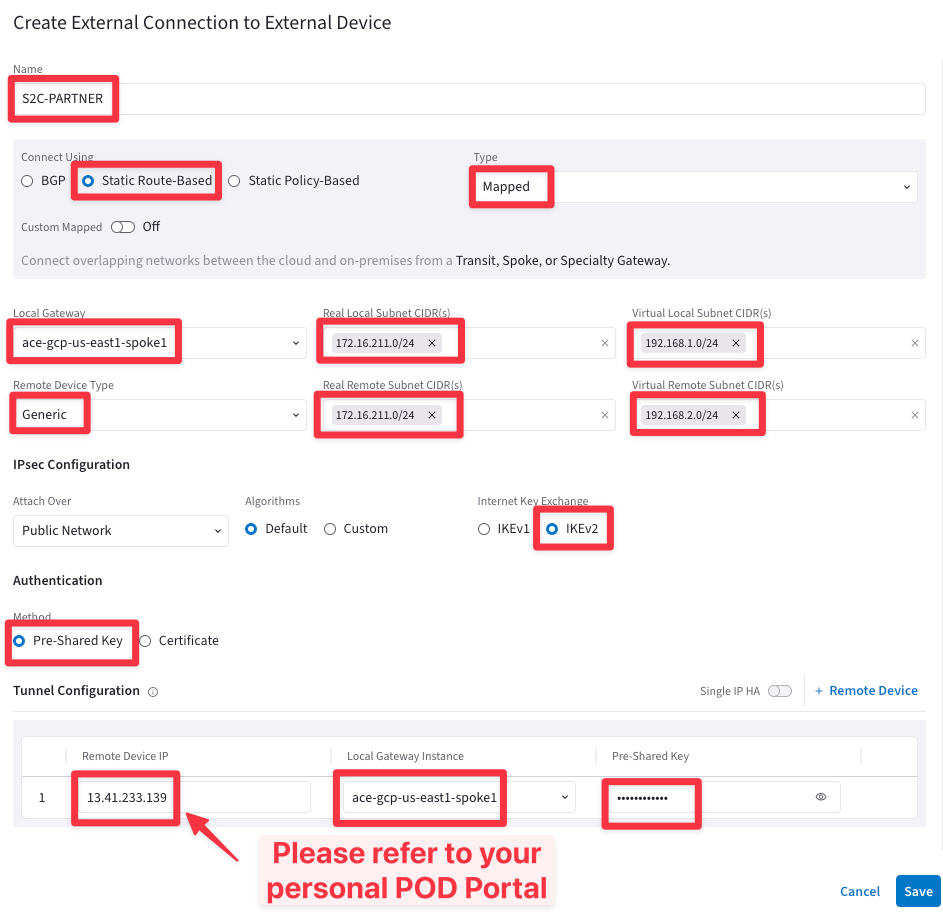 Create External Connection to External Device
Name
S2C-PARTNER
Connect Using
Type
BGP Static Route-Based Static Policy-Based
Mapped
Custom Mapped Off
Connect overlapping networks between the cloud and on-premises from a Transit, Spoke, or Specialty Gateway.
Local Gateway Real Local Subnet CIDR(s) Virtual Local Subnet CIDR(s)
ace-gcp-us-east1-spoke1 172.16.211.0/24 192.168.1.0/24
Remote Device Type Real Remote Subnet CIDR(s) Virtual Remote Subnet CIDR(s)
Generic 172.16.211.0/24 192.168.2.0/24
IPsec Configuration
Attach Over Algorithms Internet Key Exchange
Public Network Default Custom IKEv1 IKEv2
Authentication
Method
Pre-Shared Key Certificate
Tunnel Configuration Single IP HA + Remote Device
Remote Device IP Local Gateway Instance Pre-Shared Key
1 13.41.233.139 ace-gcp-us-east1-spoke1 ••••••••••••
Please refer to your
personal POD Portal
Cancel Save